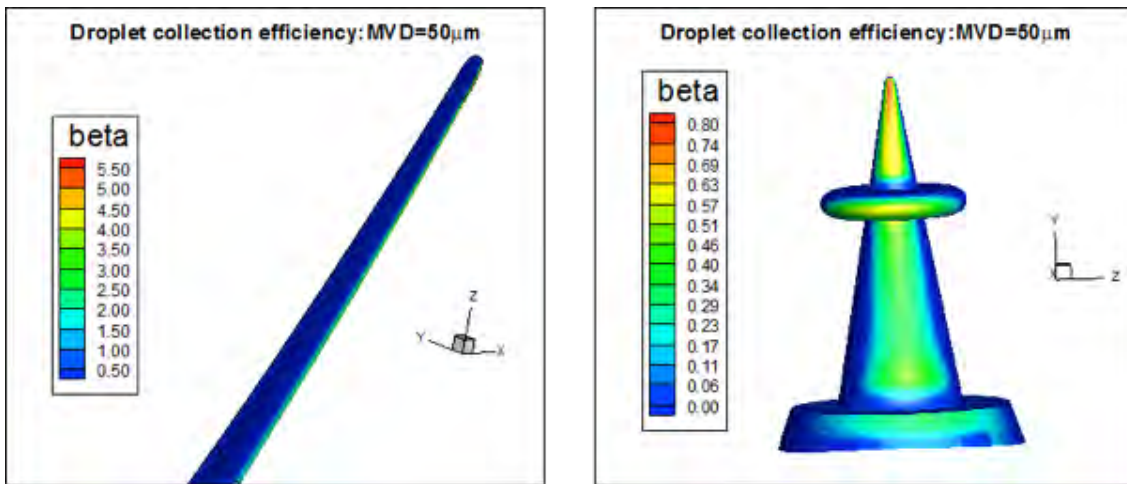 Droplet collection efficiency:MVD=50μm
beta
5.50
5.00
4.50
4.00
3.50
3.00
2.50
2.00
1.50
1.00
0.50
Z
Y
X
Droplet collection efficiency:MVD=50μm
beta
0.80
0.74
0.69
0.63
0.57
0.51
0.46
0.40
0.34
0.29
0.23
0.17
0.11
0.06
0.00
Y
X
Z